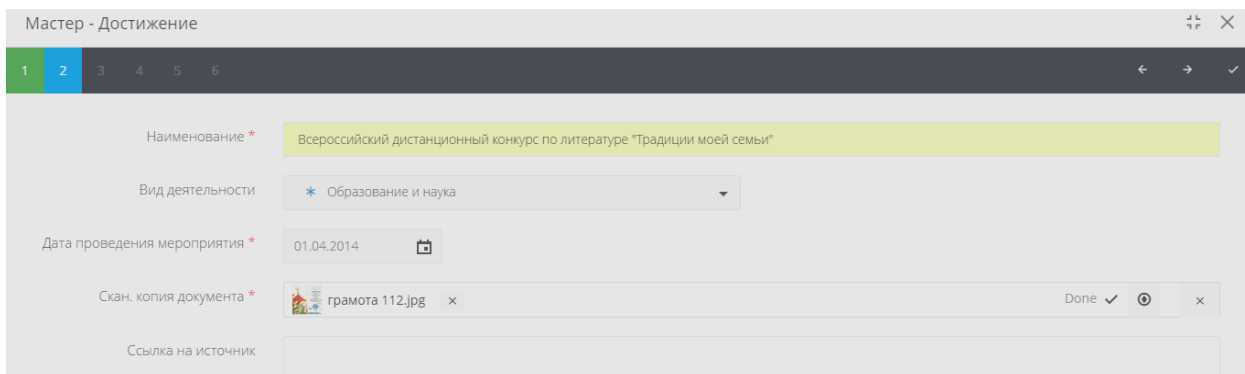 Мастер - Достижение
1 2 3 4 5 6
Наименование * Всероссийский дистанционный конкурс по литературе "Традиции моей семьи"
Вид деятельности Образование и наука
Дата проведения мероприятия * 01.04.2014
Скан. копия документа * грамота 112.jpg × Done
Ссылка на источник